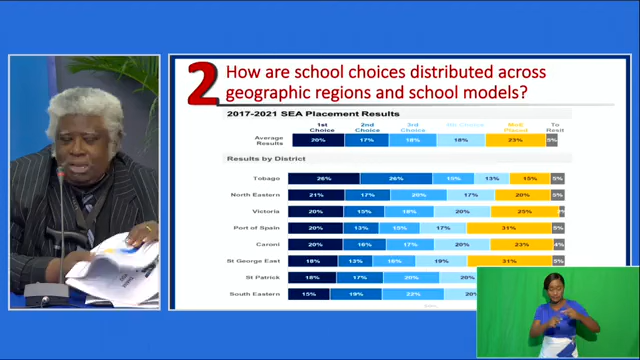 2 How are school choices distributed across
geographic regions and school models?
2017-2021 SEA Placement Results
1st Choice 2nd Choice 3rd Choice Mod. Placed To Resit
Average Results 20% 17% 18% 18% 23% 5%
Results by District
Tobago 26% 26% 15% 13% 15% 5%
North Eastern 21% 17% 20% 17% 20% 5%
Victoria 20% 15% 18% 20% 25%
Port of Spain 20% 13% 15% 17% 31% 5%
Caroni 20% 16% 17% 20% 23% 4%
St George East 18% 13% 16% 19% 31% 5%
St Patrick 18% 17% 20% 20%
South Eastern 15% 19% 22% 20%